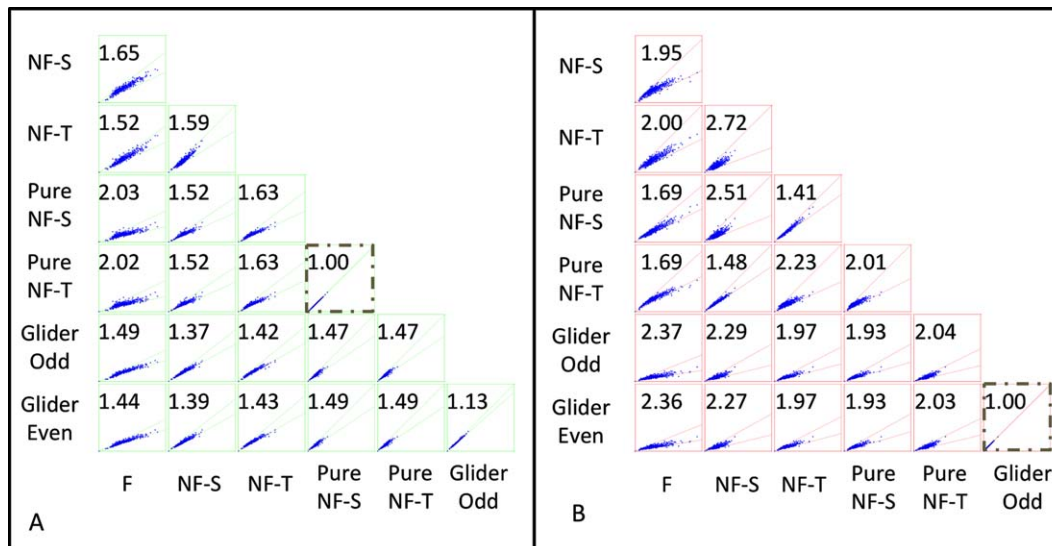 NF-S 1.65
NF-T 1.52 1.59
Pure NF-S 2.03 1.52 1.63
Pure NF-T 2.02 1.52 1.63 1.00
Glider Odd 1.49 1.37 1.42 1.47 1.47
Glider Even 1.44 1.39 1.43 1.49 1.49 1.13
F NF-S NF-T Pure NF-S Pure NF-T Glider Odd
A
NF-S 1.95
NF-T 2.00 2.72
Pure NF-S 1.69 2.51 1.41
Pure NF-T 1.69 1.48 2.23 2.01
Glider Odd 2.37 2.29 1.97 1.93 2.04
Glider Even 2.36 2.27 1.97 1.93 2.03 1.00
F NF-S NF-T Pure NF-S Pure NF-T Glider Odd
B